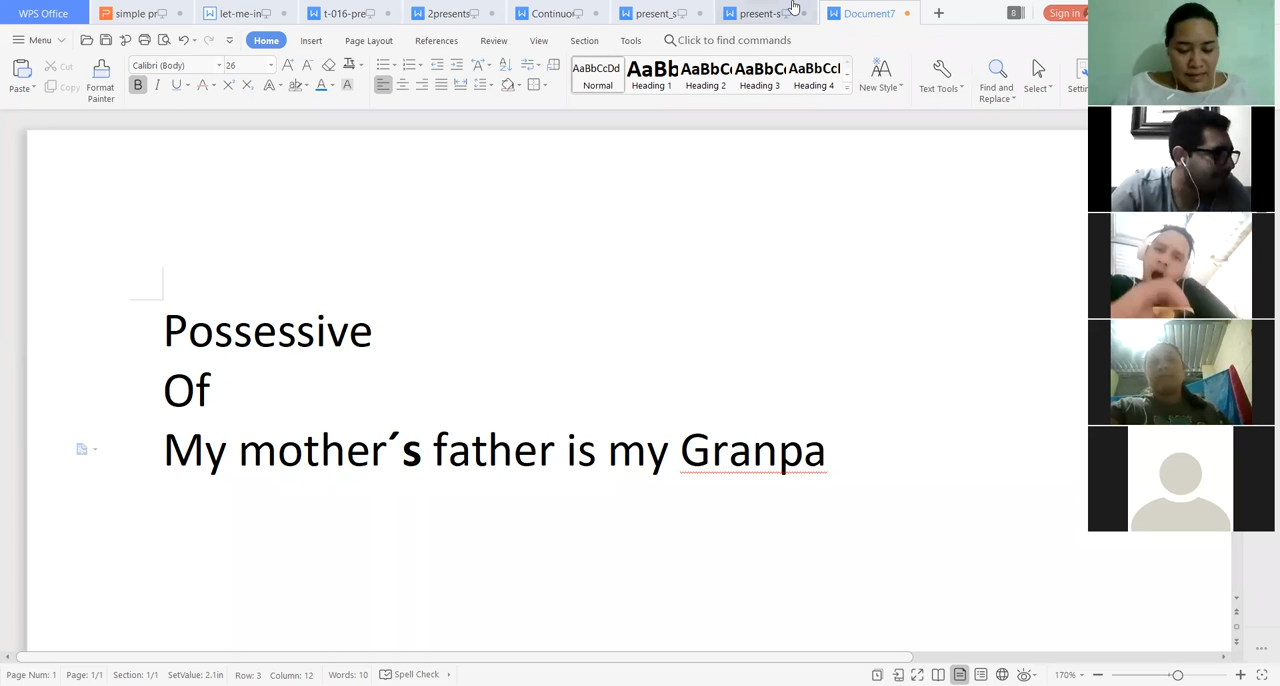 WPS Office simple pr let-me-in t-016-pre 2presents Continuo present_s present-s Document7 8 Sign in
Menu Home Insert Page Layout References Review View Section Tools Click to find commands
Paste Cut Copy Format Painter Calibri (Body) 26 AaBbCcDd Normal AaBb Heading 1 AaBbC Heading 2 AaBbC Heading 3 AaBbCcI Heading 4 New Style Text Tools Find and Replace Select
Possessive
Of
My mother´s father is my Granpa
Page Num: 1 Page: 1/1 Section: 1/1 SetValue: 2.1in Row: 3 Column: 12 Words: 10 Spell Check 170%